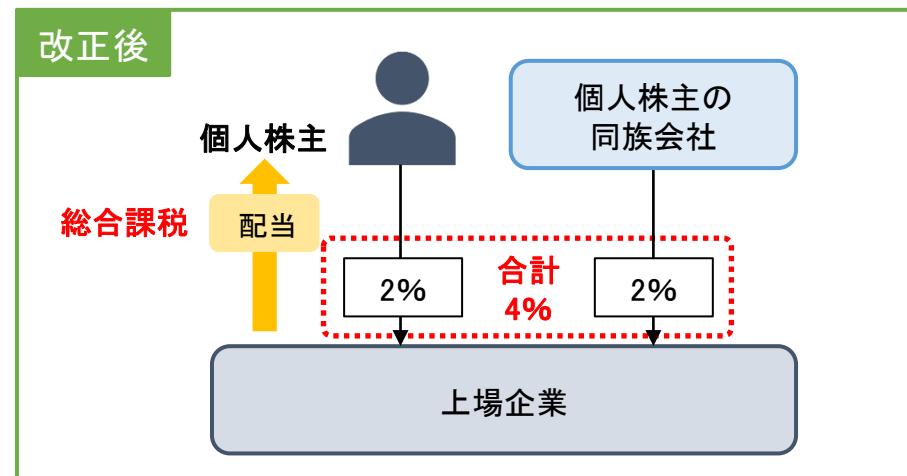 改正後
個人株主の
同族会社
個人株主
総合課税
配当
合計
4%
2%
2%
上場企業